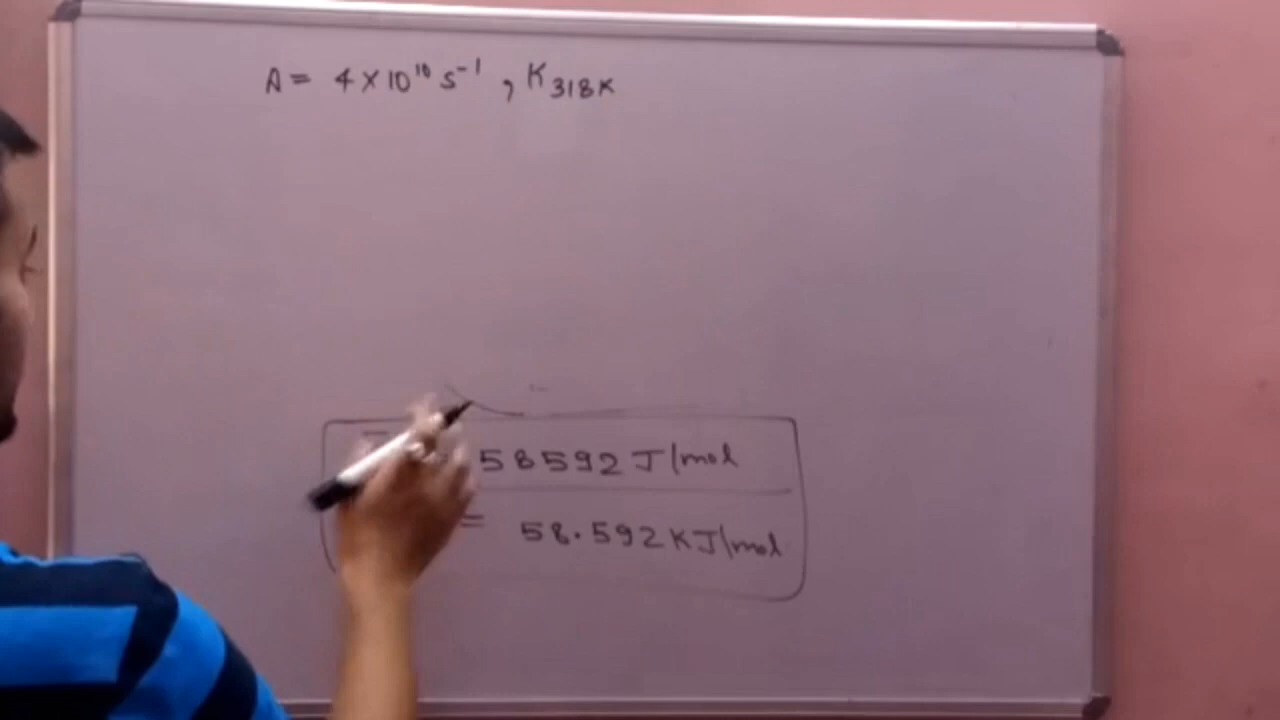 A = 4 X 10¹⁰ s⁻¹ , K₃₁₈ₖ
58592 J/mol
= 58.592 KJ/mol